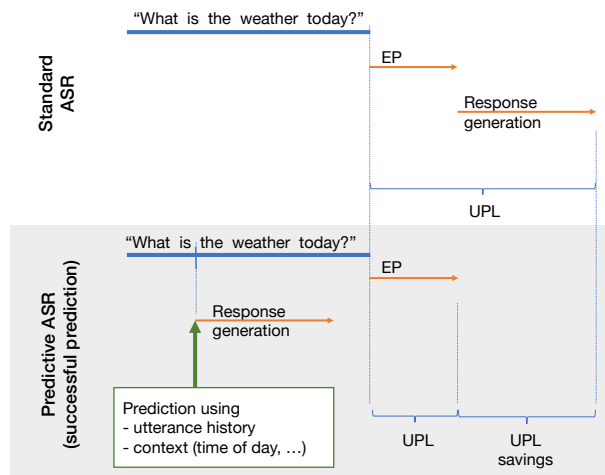 “What is the weather today?”
EP
Standard
ASR
Response
generation
UPL
“What is the weather today?”
EP
Predictive ASR
(successful prediction)
Response
generation
Prediction using
- utterance history
- context (time of day, ...)
UPL
UPL
savings